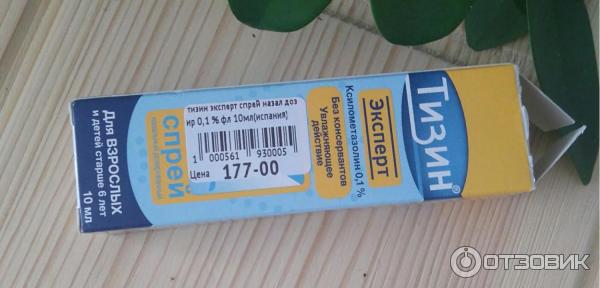 Тизин®
Эксперт
Ксилометазолин 0,1 %
Без консервантов
Увлажняющее
действие
тизин эксперт спрей назал доз
ир 0,1 % фл 10мл(испания)
1 000561 930005
Цена 177-00
спрей
Для ВЗРОСЛЫХ
и детей старше 6 лет
10 мл
ОТЗОВИК